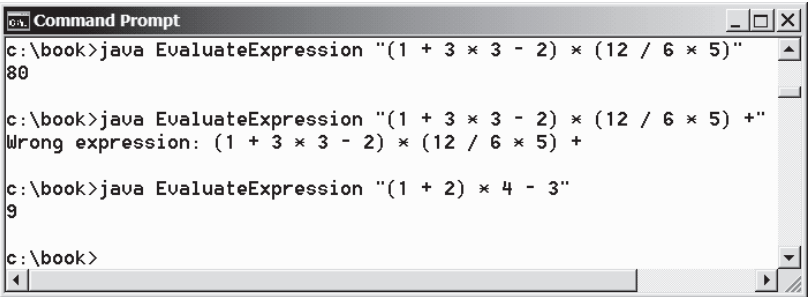 Command Prompt
c:\book>java EvaluateExpression "(1 + 3 * 3 - 2) * (12 / 6 * 5)"
80
c:\book>java EvaluateExpression "(1 + 3 * 3 - 2) * (12 / 6 * 5) +"
Wrong expression: (1 + 3 * 3 - 2) * (12 / 6 * 5) +
c:\book>java EvaluateExpression "(1 + 2) * 4 - 3"
9
c:\book>